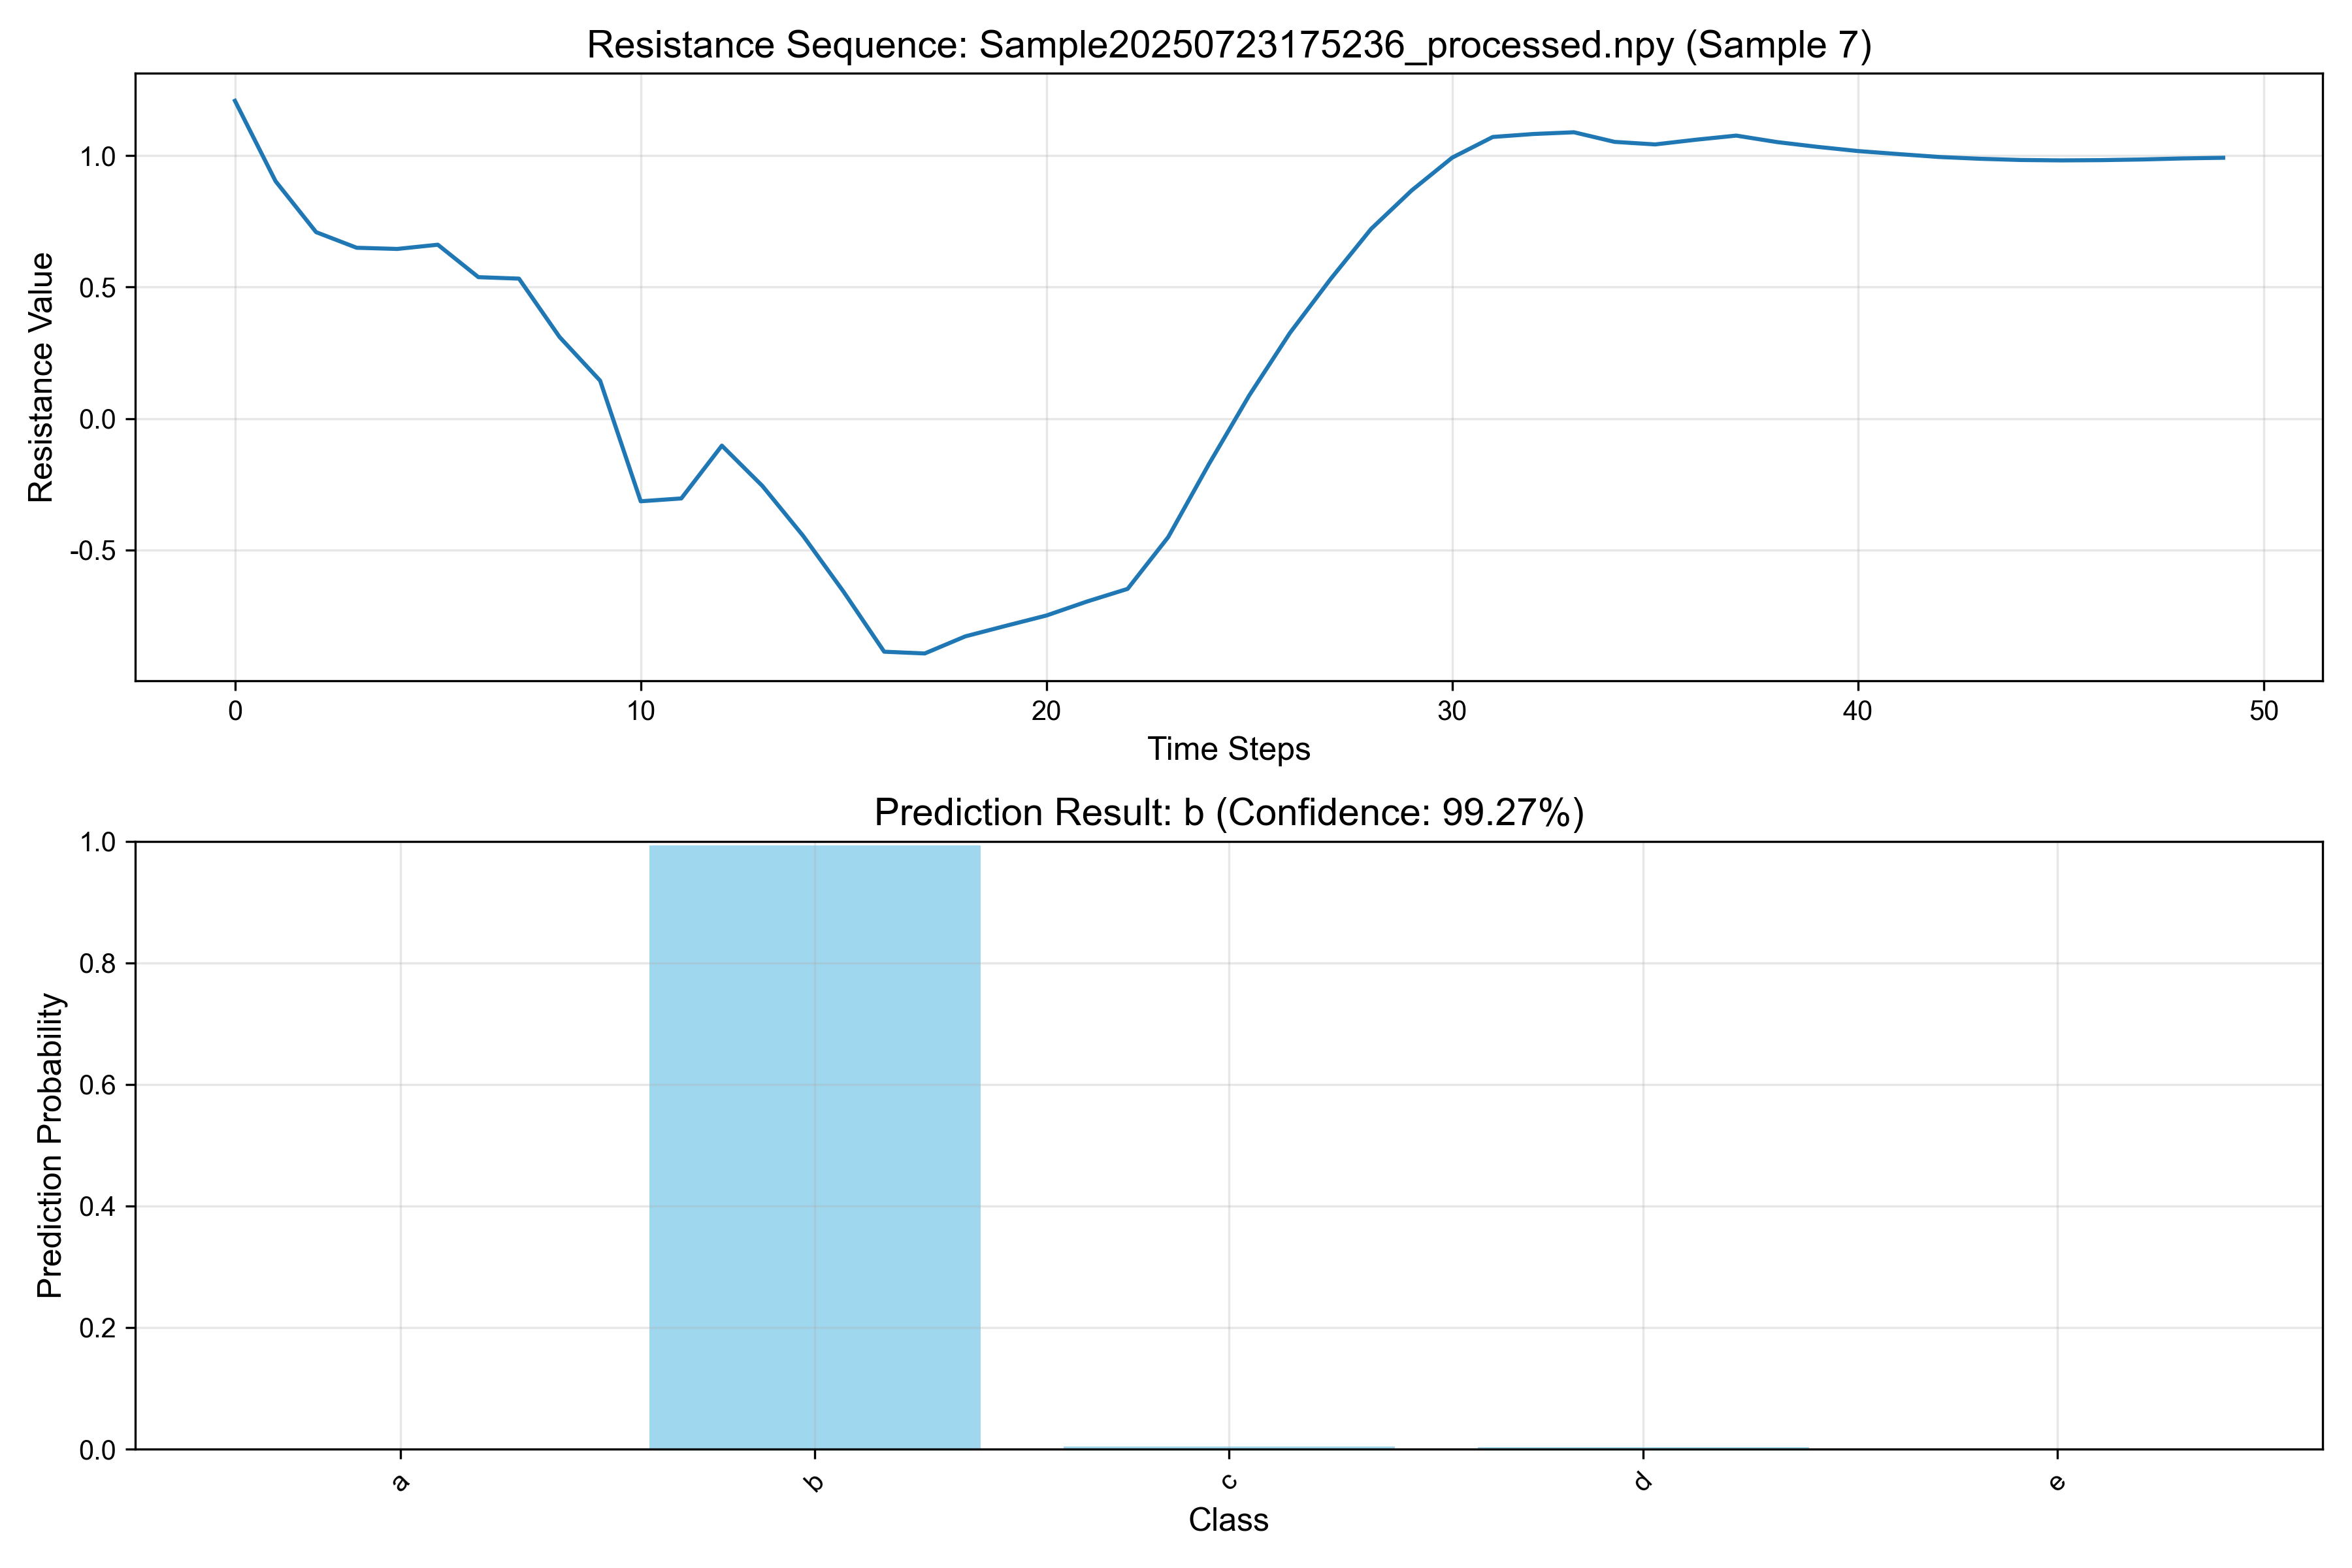 Resistance Sequence: Sample20250723175236_processed.npy (Sample 7)
Resistance Value
1.0
0.5
0.0
-0.5
0 10 20 30 40 50
Time Steps
Prediction Result: b (Confidence: 99.27%)
Prediction Probability
1.0
0.8
0.6
0.4
0.2
0.0
a b c d e
Class